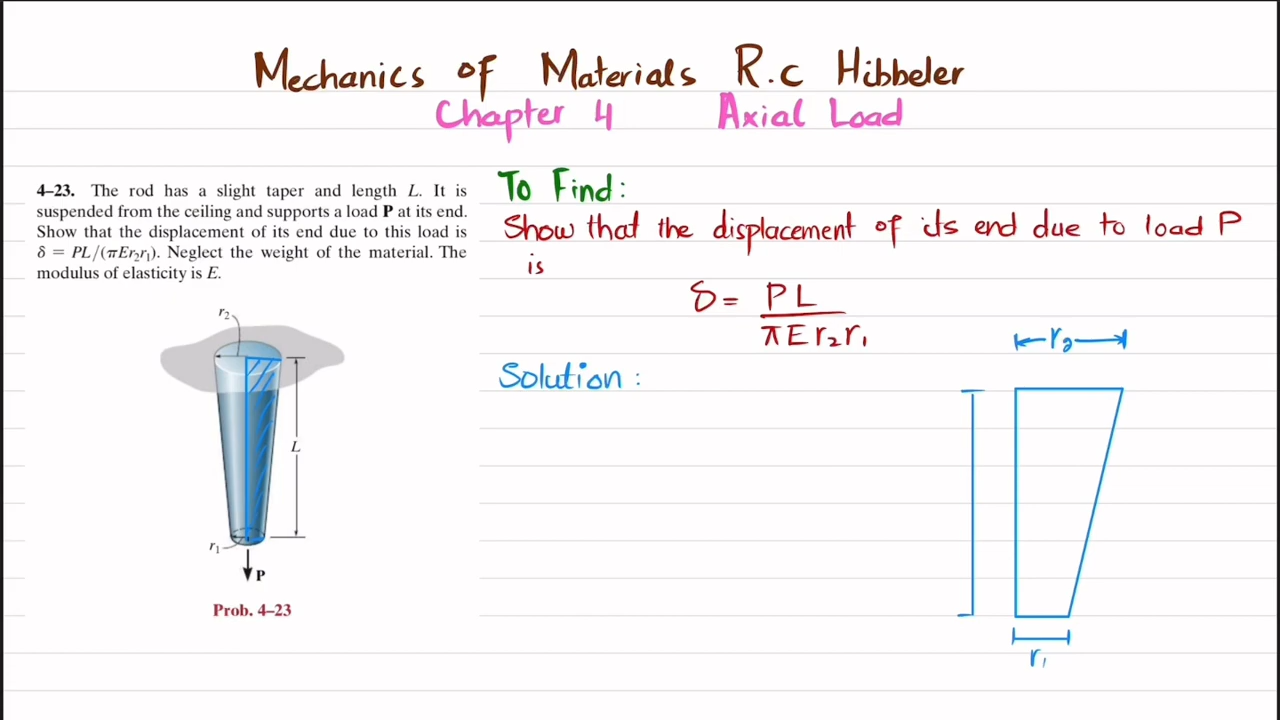 Mechanics of Materials R.c Hibbeler
Chapter 4 Axial Load
4–23. The rod has a slight taper and length L. It is
suspended from the ceiling and supports a load P at its end.
Show that the displacement of its end due to this load is
δ = PL/(πEr₂r₁). Neglect the weight of the material. The
modulus of elasticity is E.
r₂
L
r₁
P
Prob. 4–23
To Find:
Show that the displacement of its end due to load P
is
δ = PL
πEr₂r₁
Solution:
r₂
r₁